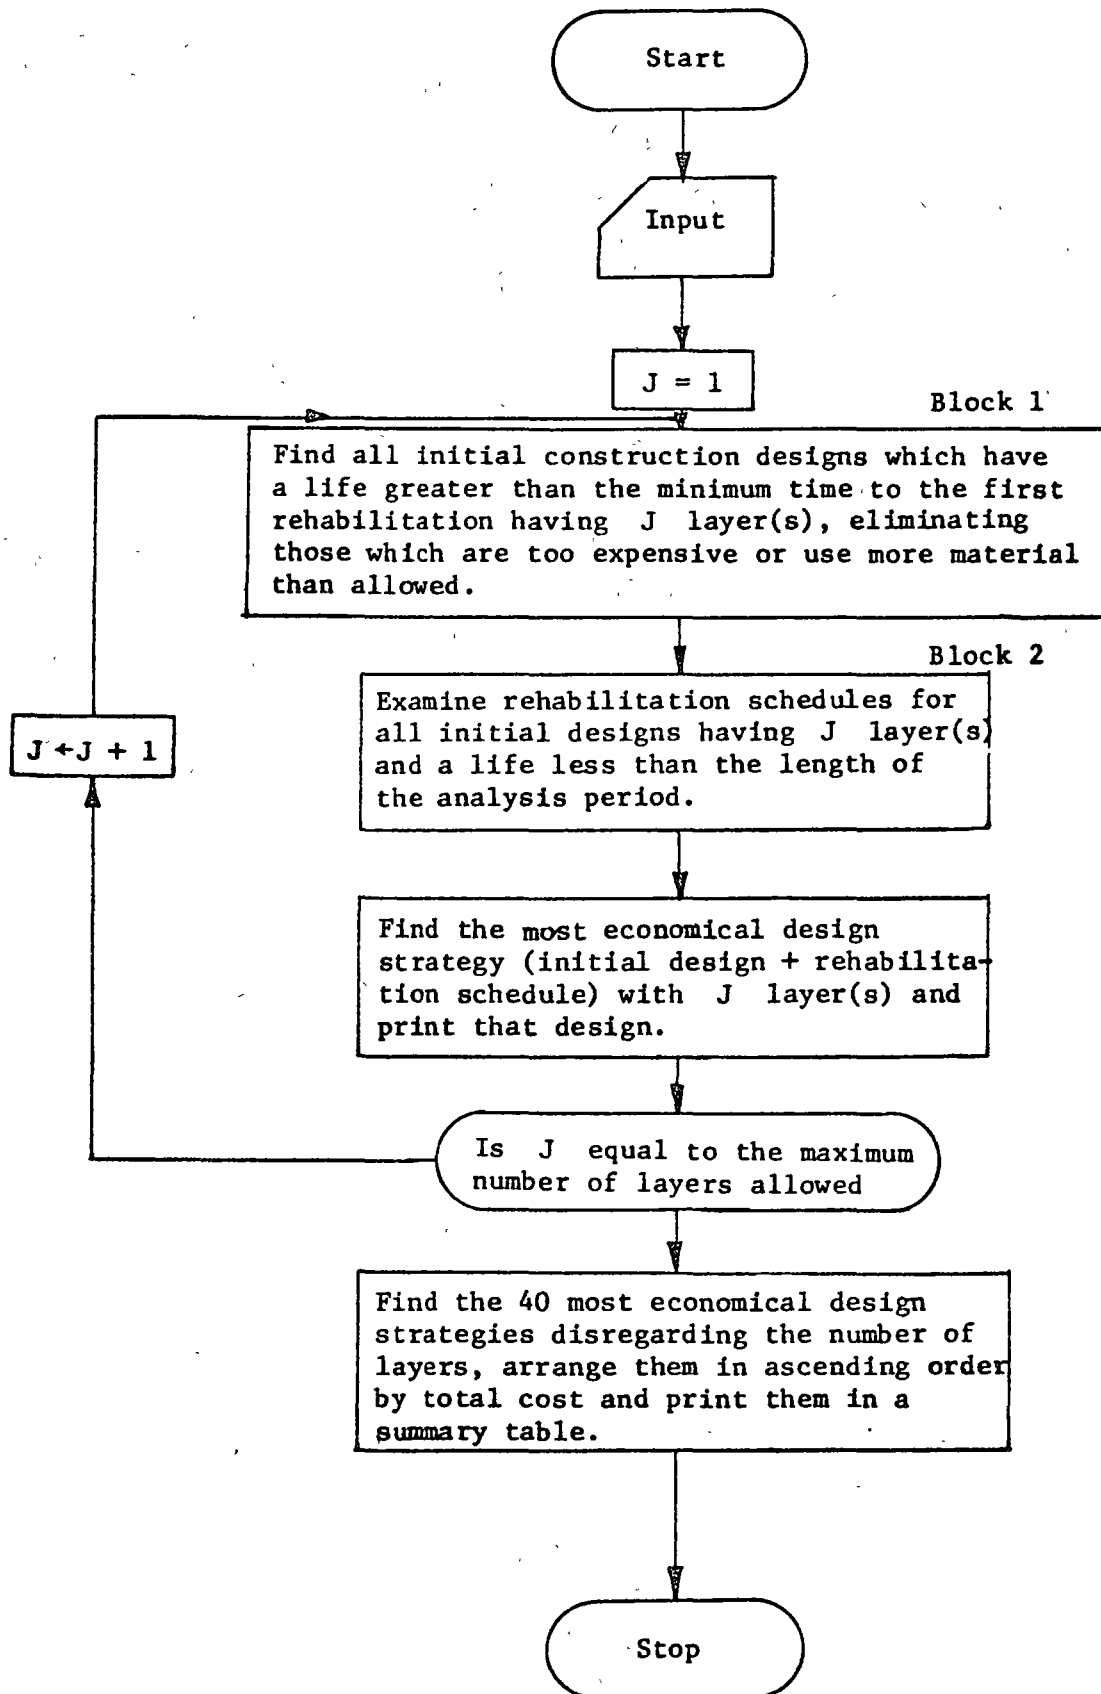 Start
Input
J = 1
Block 1
Find all initial construction designs which have
a life greater than the minimum time to the first
rehabilitation having J layer(s), eliminating
those which are too expensive or use more material
than allowed.
Block 2
Examine rehabilitation schedules for
all initial designs having J layer(s)
and a life less than the length of
the analysis period.
J ← J + 1
Find the most economical design
strategy (initial design + rehabilita-
tion schedule) with J layer(s) and
print that design.
Is J equal to the maximum
number of layers allowed
Find the 40 most economical design
strategies disregarding the number of
layers, arrange them in ascending order
by total cost and print them in a
summary table.
Stop